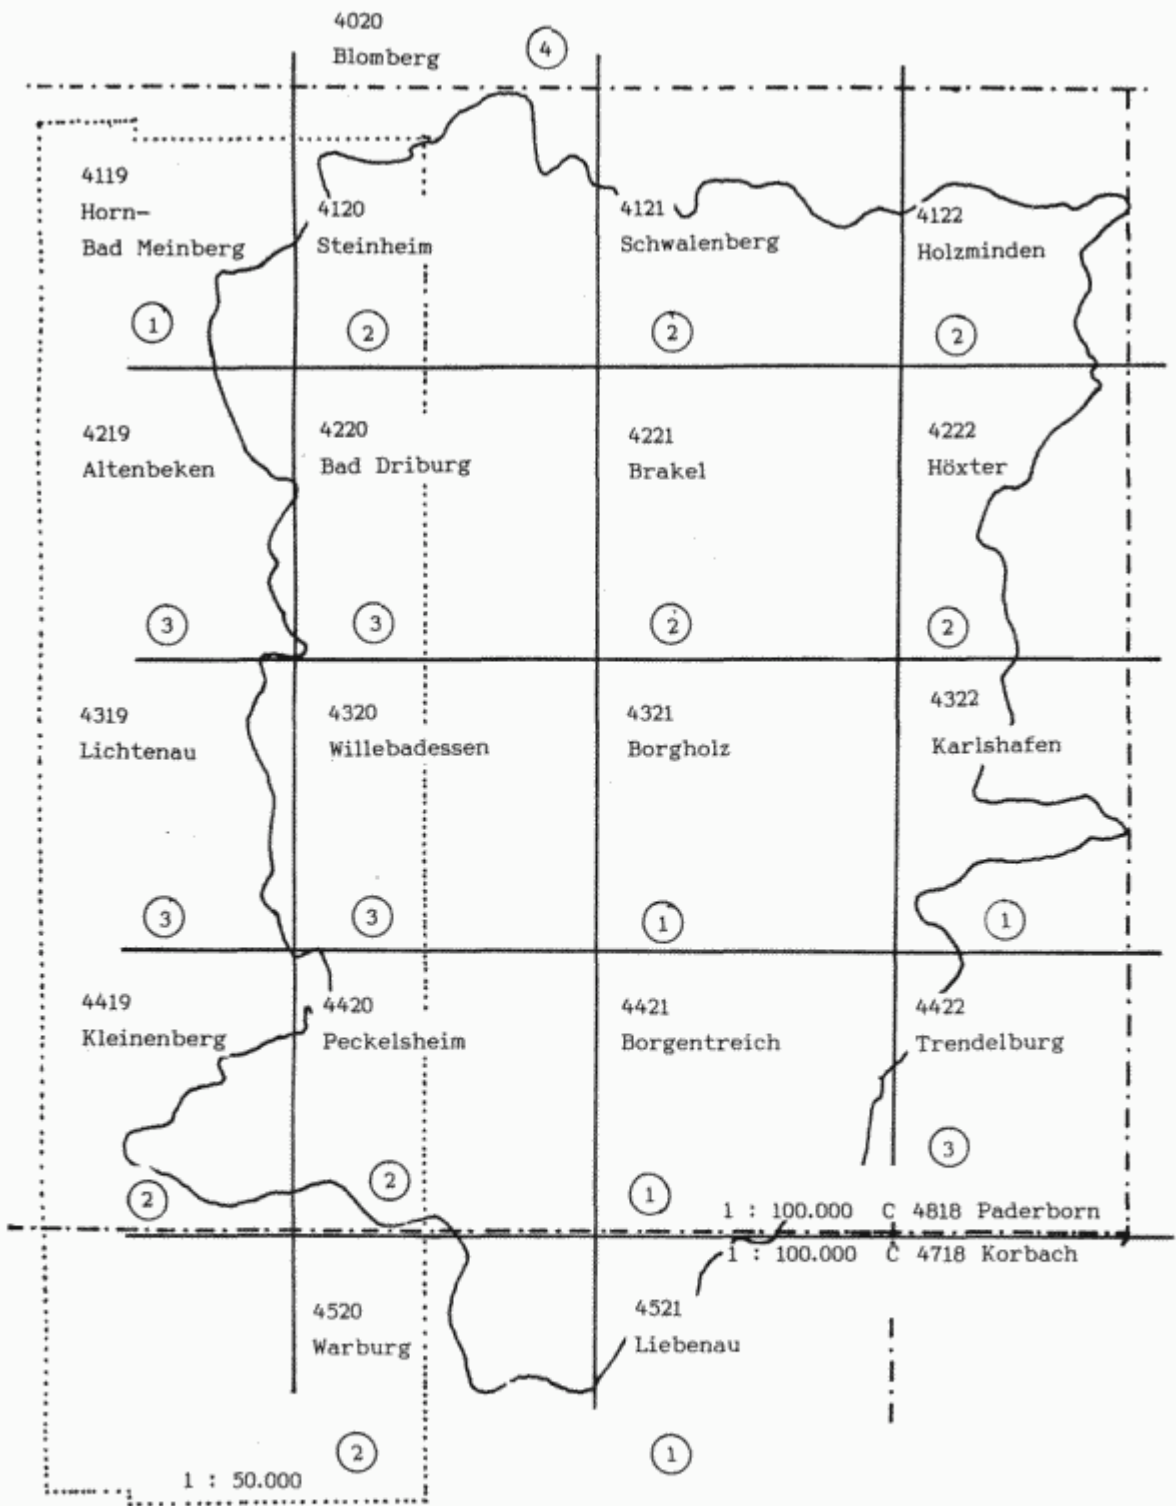 4020
Blomberg
4
4119
Horn-
Bad Meinberg
1
4120
Steinheim
2
4121
Schwalenberg
2
4122
Holzminden
2
4219
Altenbeken
3
4220
Bad Driburg
3
4221
Brakel
2
4222
Höxter
2
4319
Lichtenau
3
4320
Willebadessen
3
4321
Borgholz
1
4322
Karlshafen
1
4419
Kleinenberg
2
4420
Peckelsheim
2
4421
Borgentreich
1
4422
Trendelburg
3
1 : 100.000 C 4818 Paderborn
1 : 100.000 C 4718 Korbach
4520
Warburg
2
4521
Liebenau
1
1 : 50.000